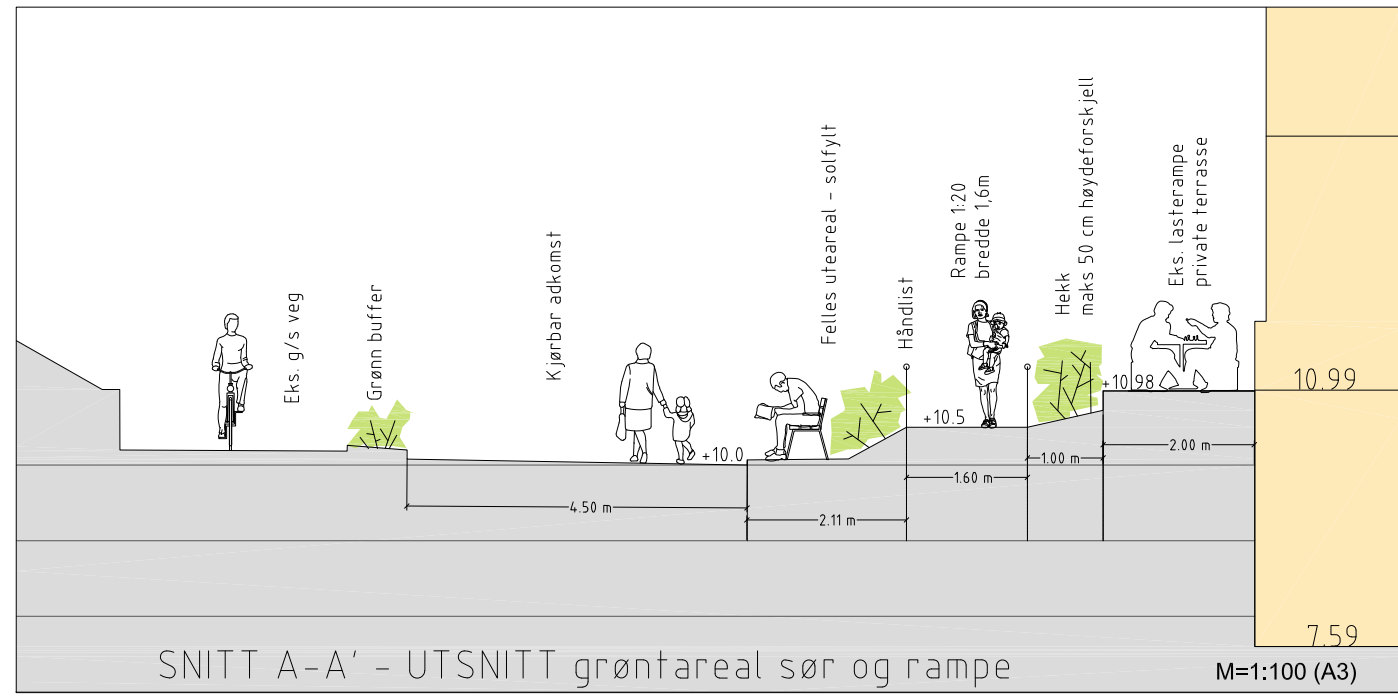 Eks. g/s veg
Grønn buffer
Kjørbar adkomst
Felles uteareal - solfylt
Håndlist
Rampe 1:20
bredde 1,6m
Hekk
maks 50 cm høydeforskjell
Eks. lasterampe
private terrasse
10.99
+10.98
+10.5
+10.0
2.00 m
1.00 m
1.60 m
4.50 m
2.11 m
7.59
SNITT A-A' - UTSNITT grøntareal sør og rampe
M=1:100 (A3)